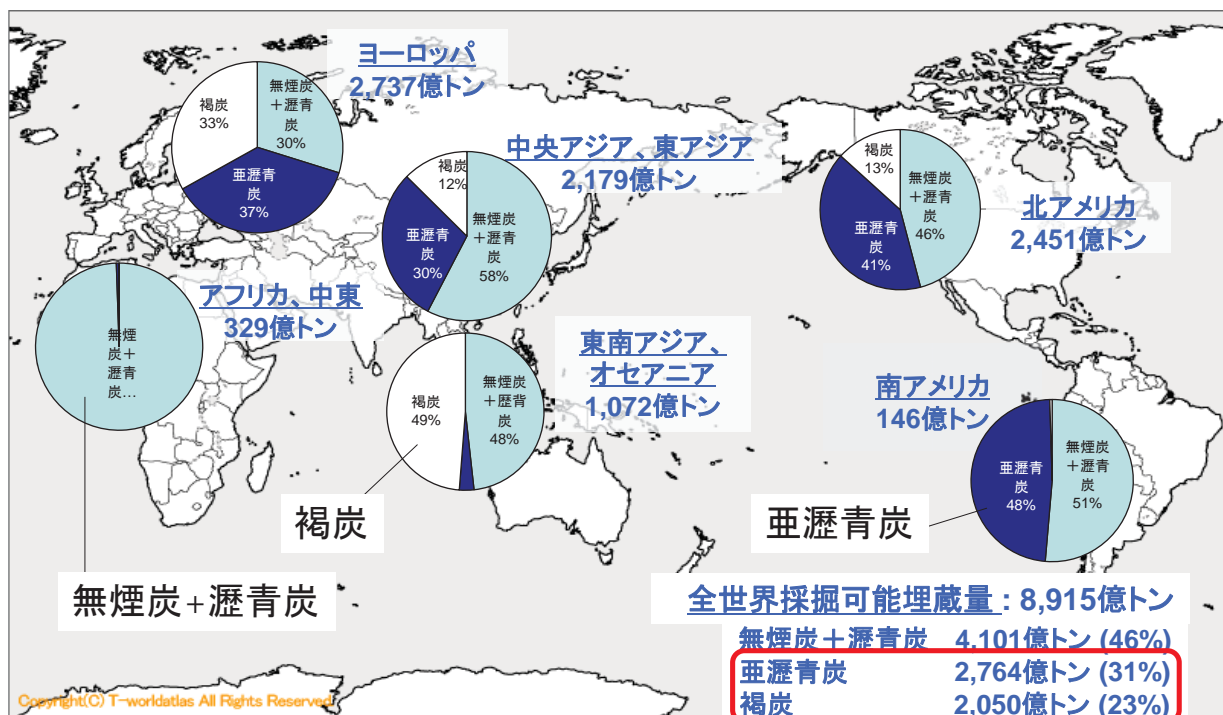 ヨーロッパ
2,737億トン
褐炭
33%
無煙炭
+瀝青
炭
30%
亜瀝青
炭
37%
中央アジア、東アジア
2,179億トン
褐炭
12%
無煙炭
+瀝青
炭
58%
亜瀝青
炭
30%
北アメリカ
2,451億トン
褐炭
13%
無煙炭
+瀝青
炭
46%
亜瀝青
炭
41%
アフリカ、中東
329億トン
無煙
炭+
瀝青
炭...
東南アジア、
オセアニア
1,072億トン
褐炭
49%
無煙炭
+歴背
炭
48%
南アメリカ
146億トン
亜瀝青
炭
48%
無煙炭
+瀝青
炭
51%
褐炭
亜瀝青炭
無煙炭+瀝青炭
全世界採掘可能埋蔵量 : 8,915億トン
無煙炭＋瀝青炭 4,101億トン (46%)
亜瀝青炭 2,764億トン (31%)
褐炭 2,050億トン (23%)
Copyright(C) T-worldatlas All Rights Reserved